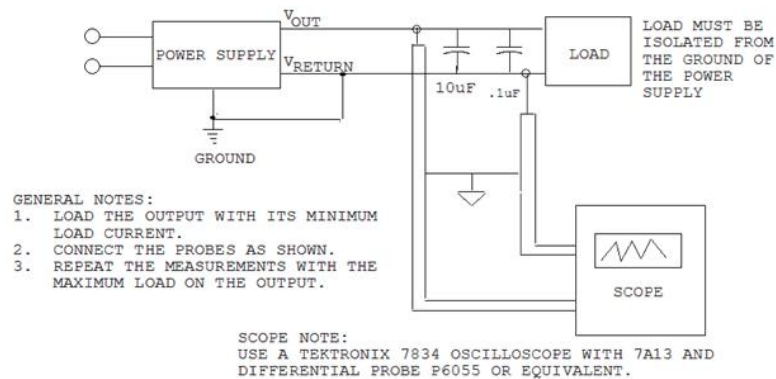 V OUT
POWER SUPPLY
V RETURN
GROUND
10uF
.1uF
LOAD
LOAD MUST BE
ISOLATED FROM
THE GROUND OF
THE POWER
SUPPLY
GENERAL NOTES:
1. LOAD THE OUTPUT WITH ITS MINIMUM
LOAD CURRENT.
2. CONNECT THE PROBES AS SHOWN.
3. REPEAT THE MEASUREMENTS WITH THE
MAXIMUM LOAD ON THE OUTPUT.
SCOPE
SCOPE NOTE:
USE A TEKTRONIX 7834 OSCILLOSCOPE WITH 7A13 AND
DIFFERENTIAL PROBE P6055 OR EQUIVALENT.